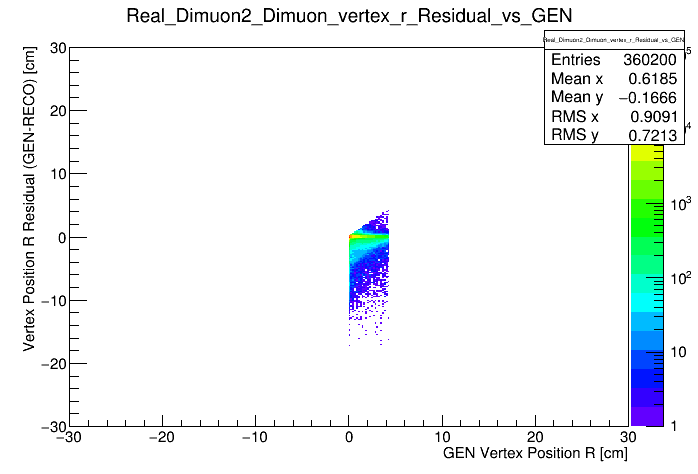 Real_Dimuon2_Dimuon_vertex_r_Residual_vs_GEN
Real_Dimuon2_Dimuon_vertex_r_Residual_vs_GEN
Entries 360200
Mean x 0.6185
Mean y −0.1666
RMS x 0.9091
RMS y 0.7213
Vertex Position R Residual (GEN-RECO) [cm]
30
20
10
0
−10
−20
−30
−30 −20 −10 0 10 20 30
GEN Vertex Position R [cm]
5
4
10³
10²
10
1